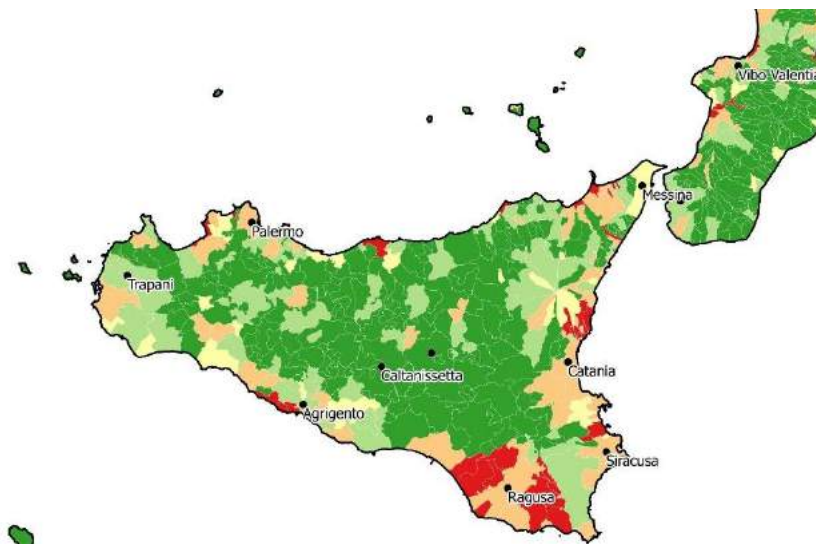 Vibo Valentia
Messina
Palermo
Trapani
Caltanissetta
Catania
Agrigento
Siracusa
Ragusa